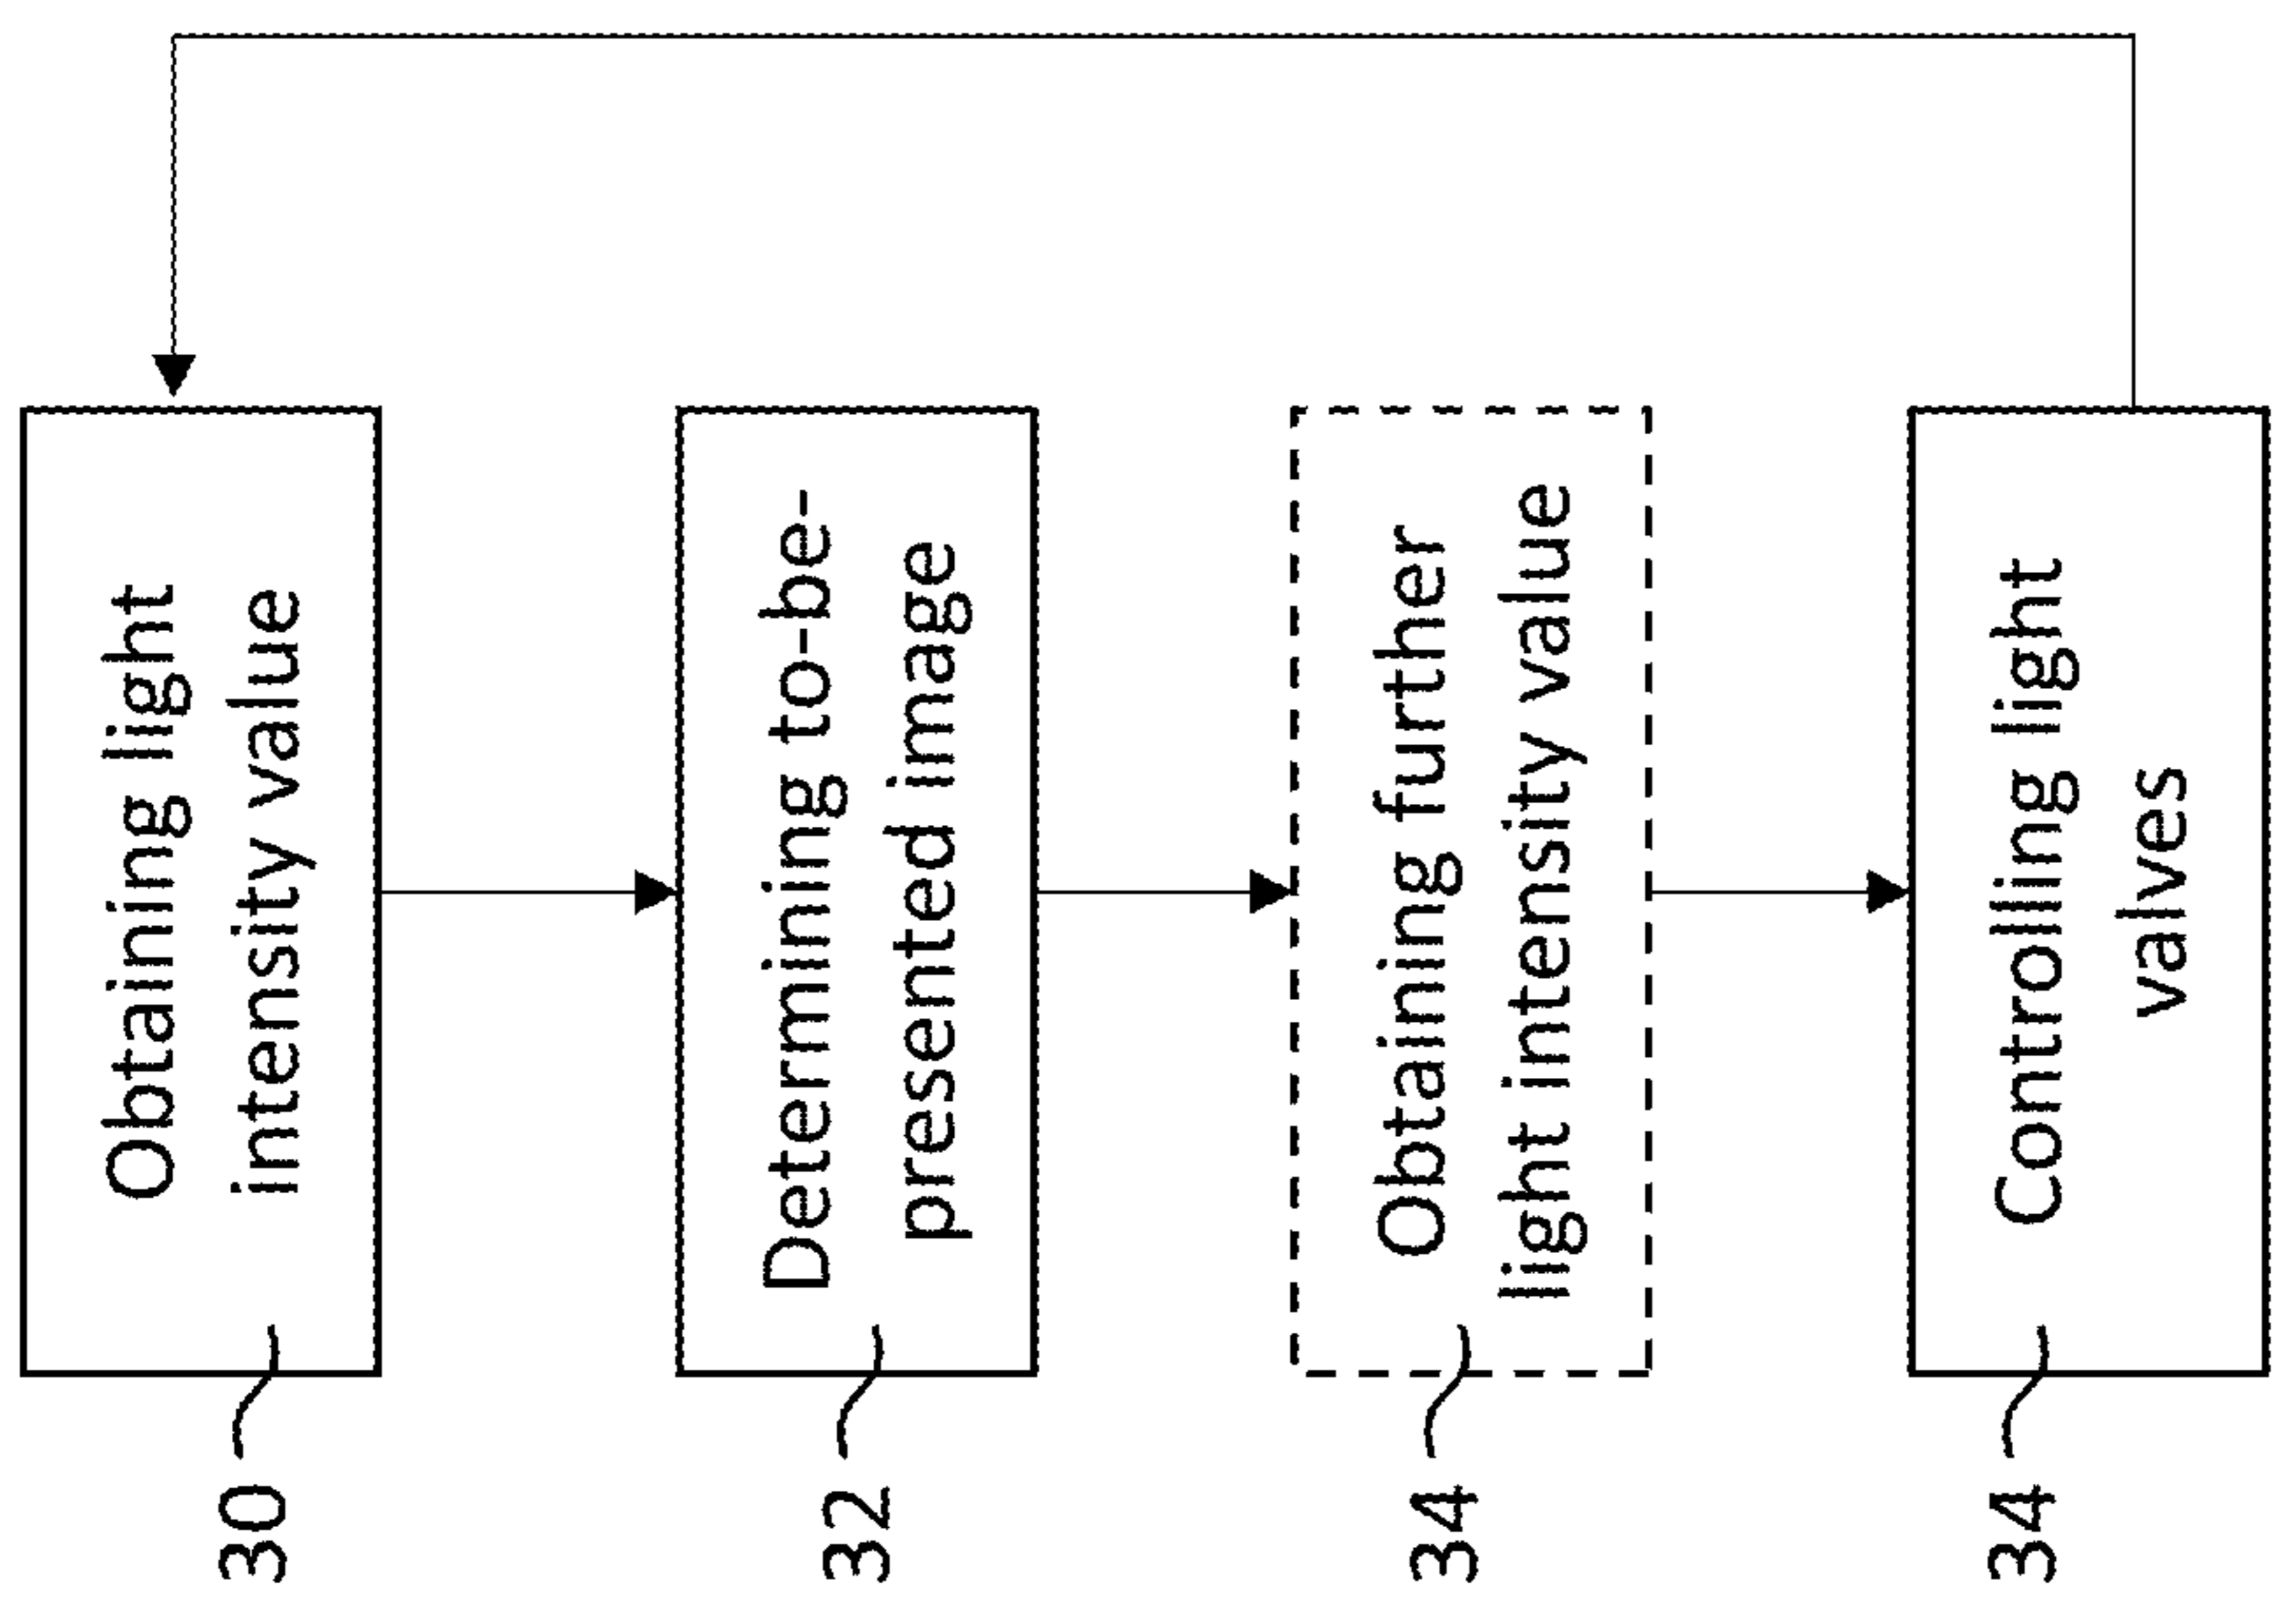 30
Obtaining light
intensity value
32
Determining to-be-
presented image
34
Obtaining further
light intensity value
34
Controlling light
valves